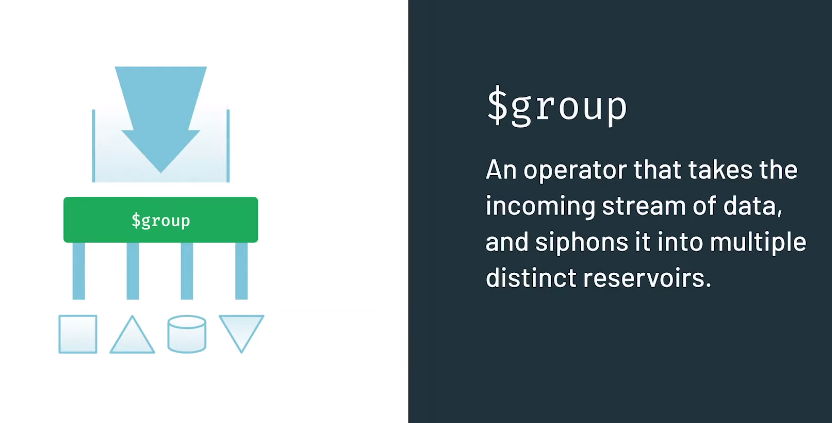 $group
$group
An operator that takes the
incoming stream of data,
and siphons it into multiple
distinct reservoirs.